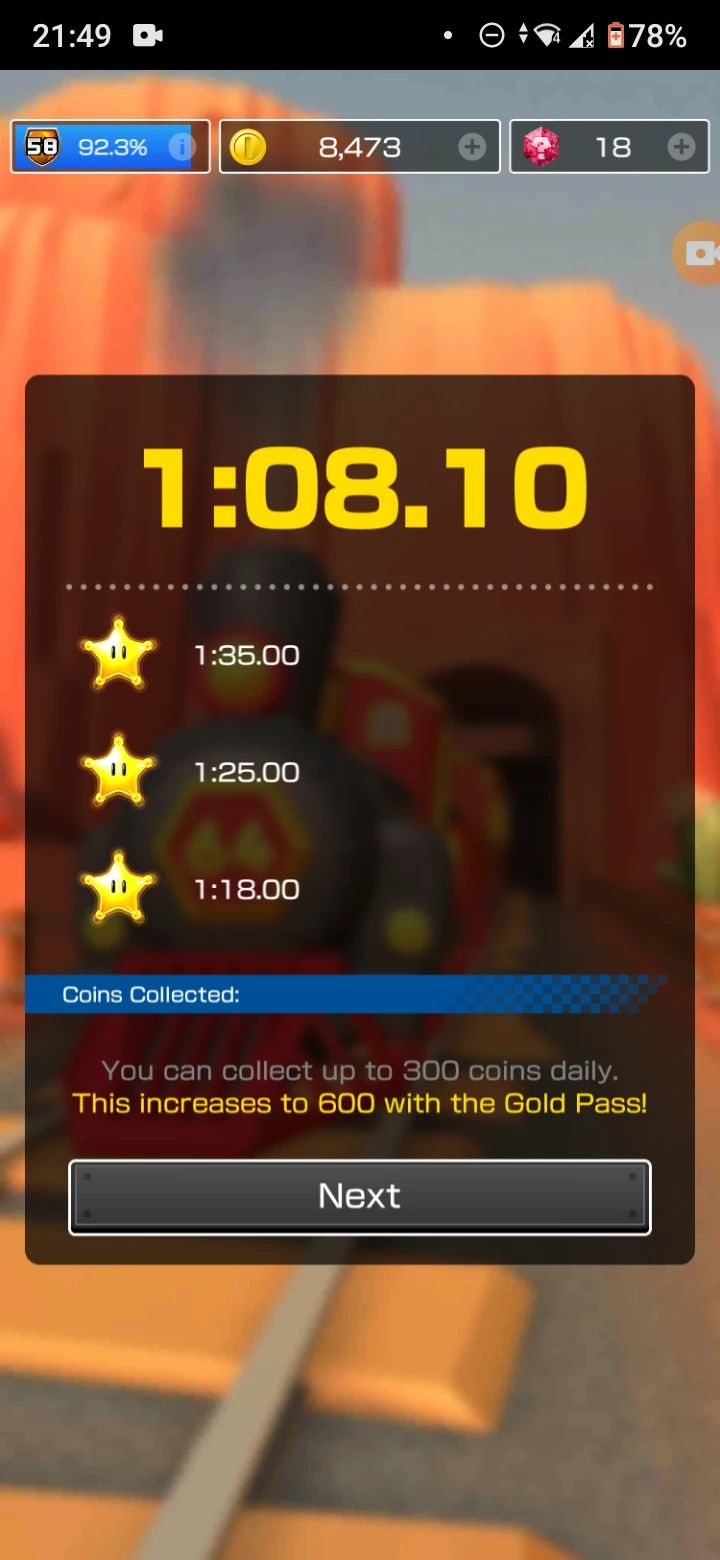 21:49 78%
58 92.3% i 8,473 + 18 +
1:08.10
1:35.00
1:25.00
64
1:18.00
Coins Collected:
You can collect up to 300 coins daily.
This increases to 600 with the Gold Pass!
Next